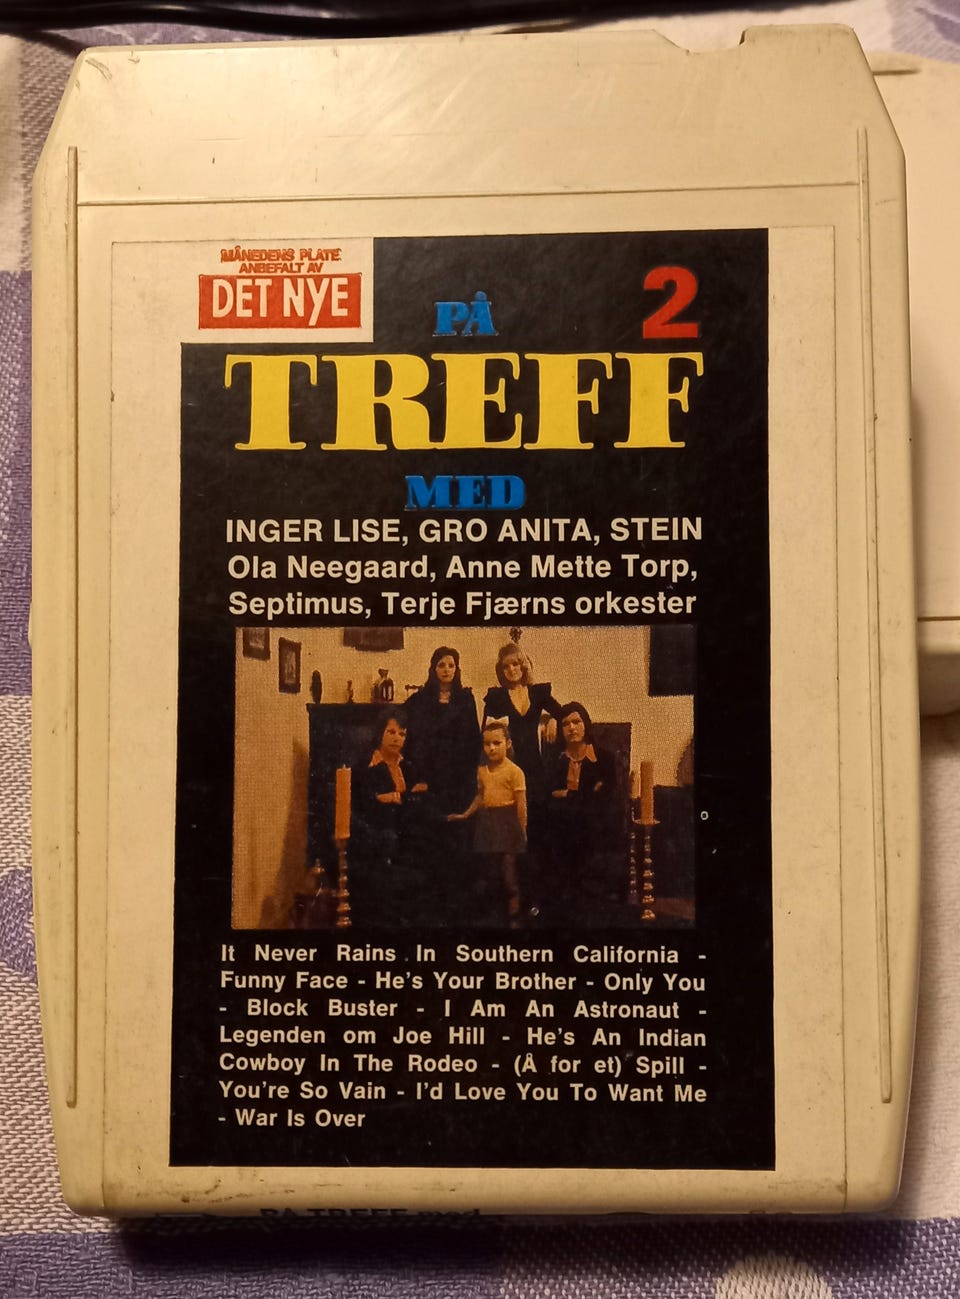 MÅNEDENS PLATE
ANBEFALT AV
DET NYE
PÅ
2
TREFF
MED
INGER LISE, GRO ANITA, STEIN
Ola Neegaard, Anne Mette Torp,
Septimus, Terje Fjærns orkester
It Never Rains In Southern California -
Funny Face - He's Your Brother - Only You
- Block Buster - I Am An Astronaut -
Legenden om Joe Hill - He's An Indian
Cowboy In The Rodeo - (Å for et) Spill -
You're So Vain - I'd Love You To Want Me
- War Is Over
PÅ TREFF med